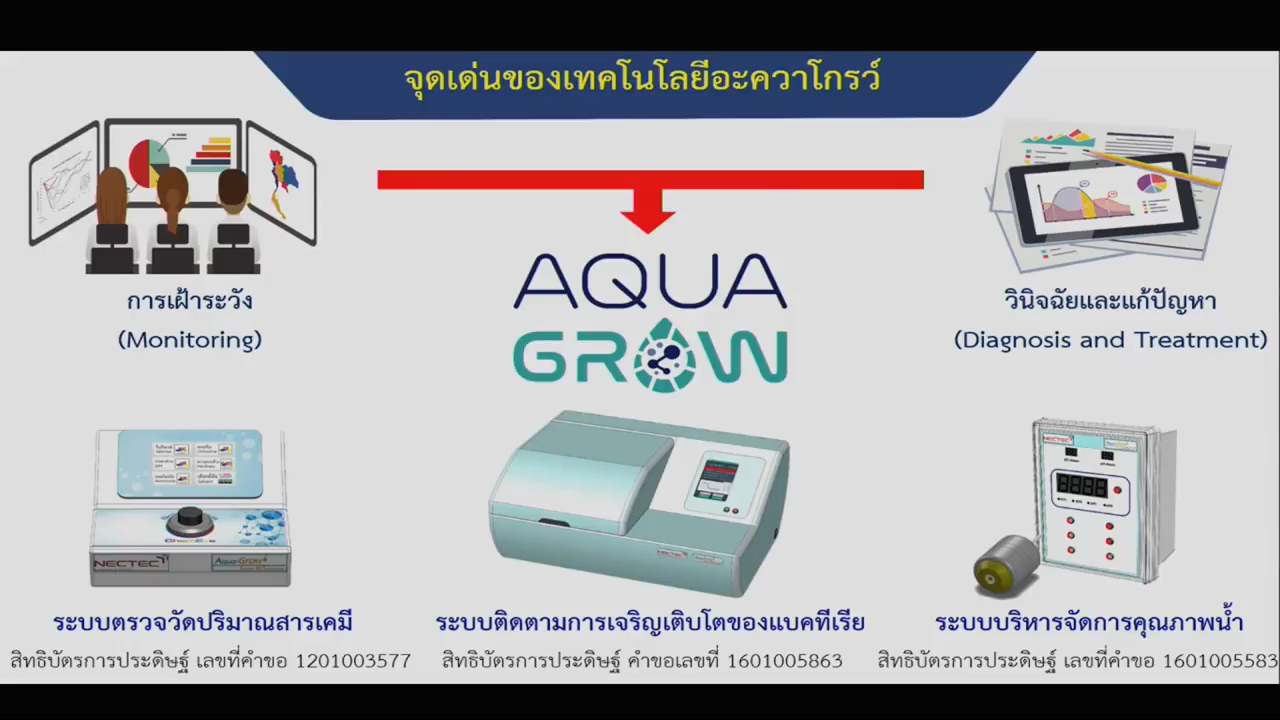 จุดเด่นของเทคโนโลยีอะควาโกรว์
การเฝ้าระวัง
(Monitoring)
AQUA
GROW
วินิจฉัยและแก้ปัญหา
(Diagnosis and Treatment)
NECTEC
Aqua-Grow
NECTEC
NECTEC
ระบบตรวจวัดปริมาณสารเคมี
สิทธิบัตรการประดิษฐ์ เลขที่คำขอ 1201003577
ระบบติดตามการเจริญเติบโตของแบคทีเรีย
สิทธิบัตรการประดิษฐ์ คำขอเลขที่ 1601005863
ระบบบริหารจัดการคุณภาพน้ำ
สิทธิบัตรการประดิษฐ์ เลขที่คำขอ 1601005583